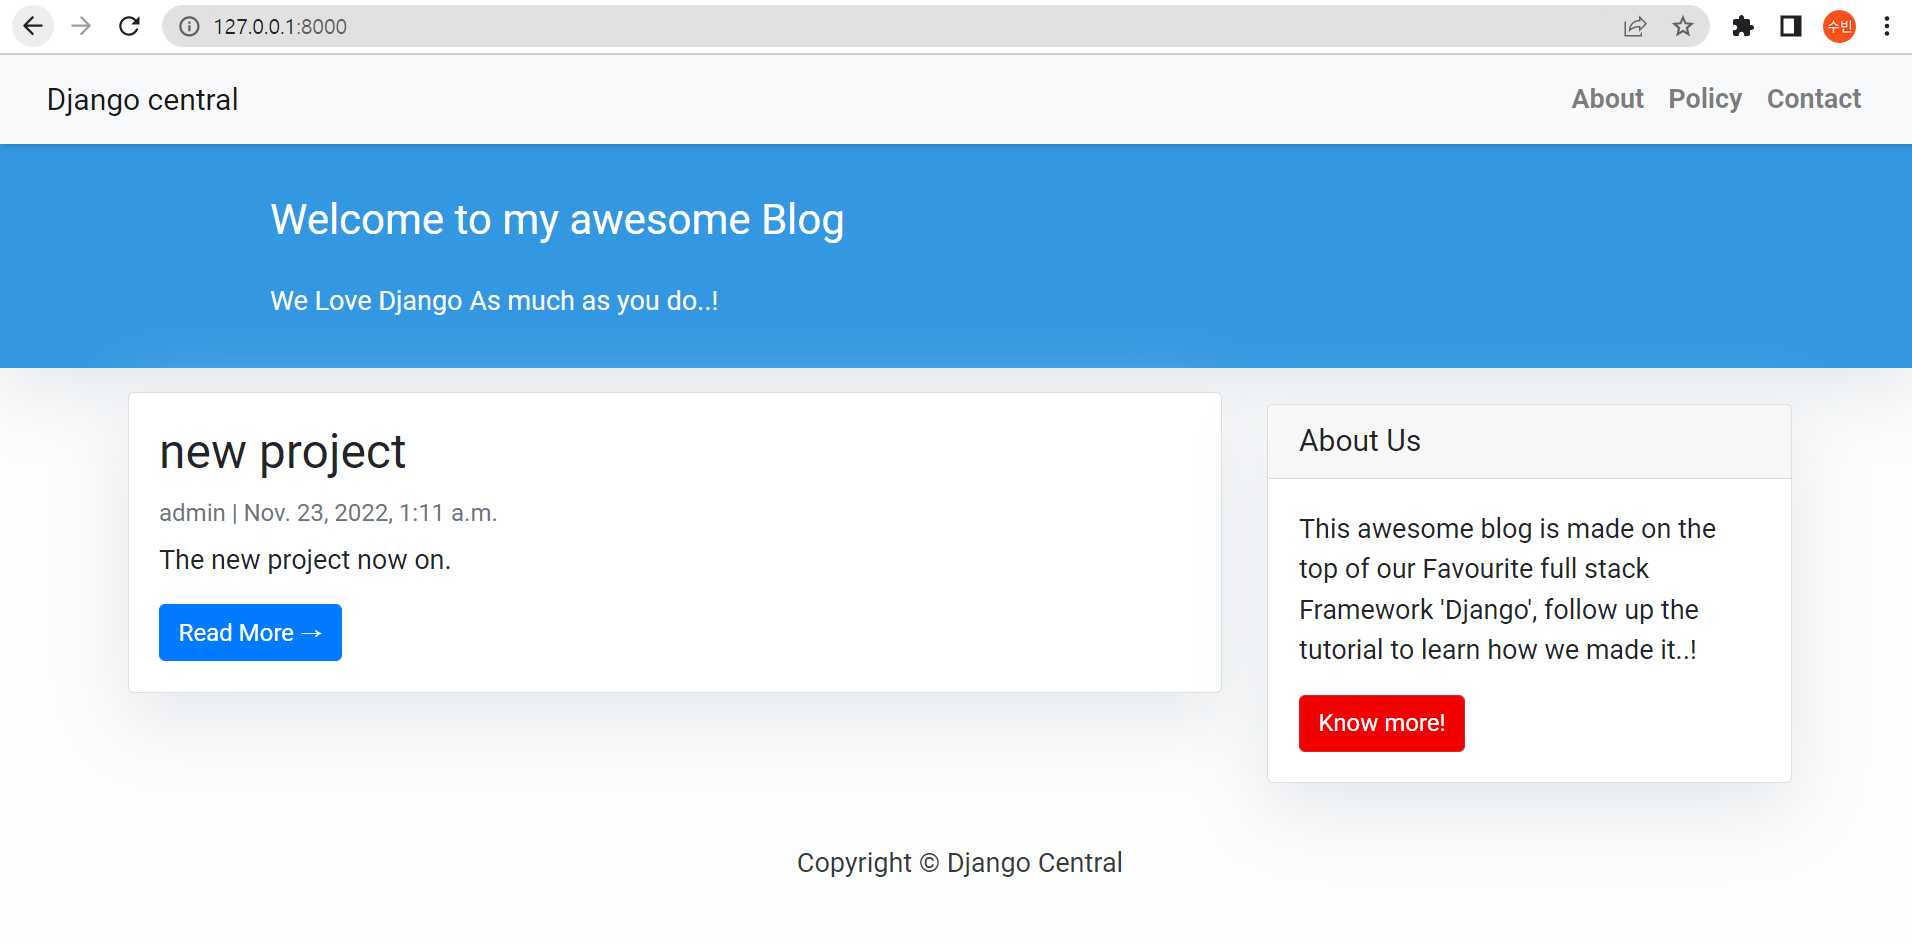 127.0.0.1:8000
수빈
Django central
About Policy Contact
Welcome to my awesome Blog
We Love Django As much as you do..!
new project
admin | Nov. 23, 2022, 1:11 a.m.
The new project now on.
Read More →
About Us
This awesome blog is made on the
top of our Favourite full stack
Framework 'Django', follow up the
tutorial to learn how we made it..!
Know more!
Copyright © Django Central